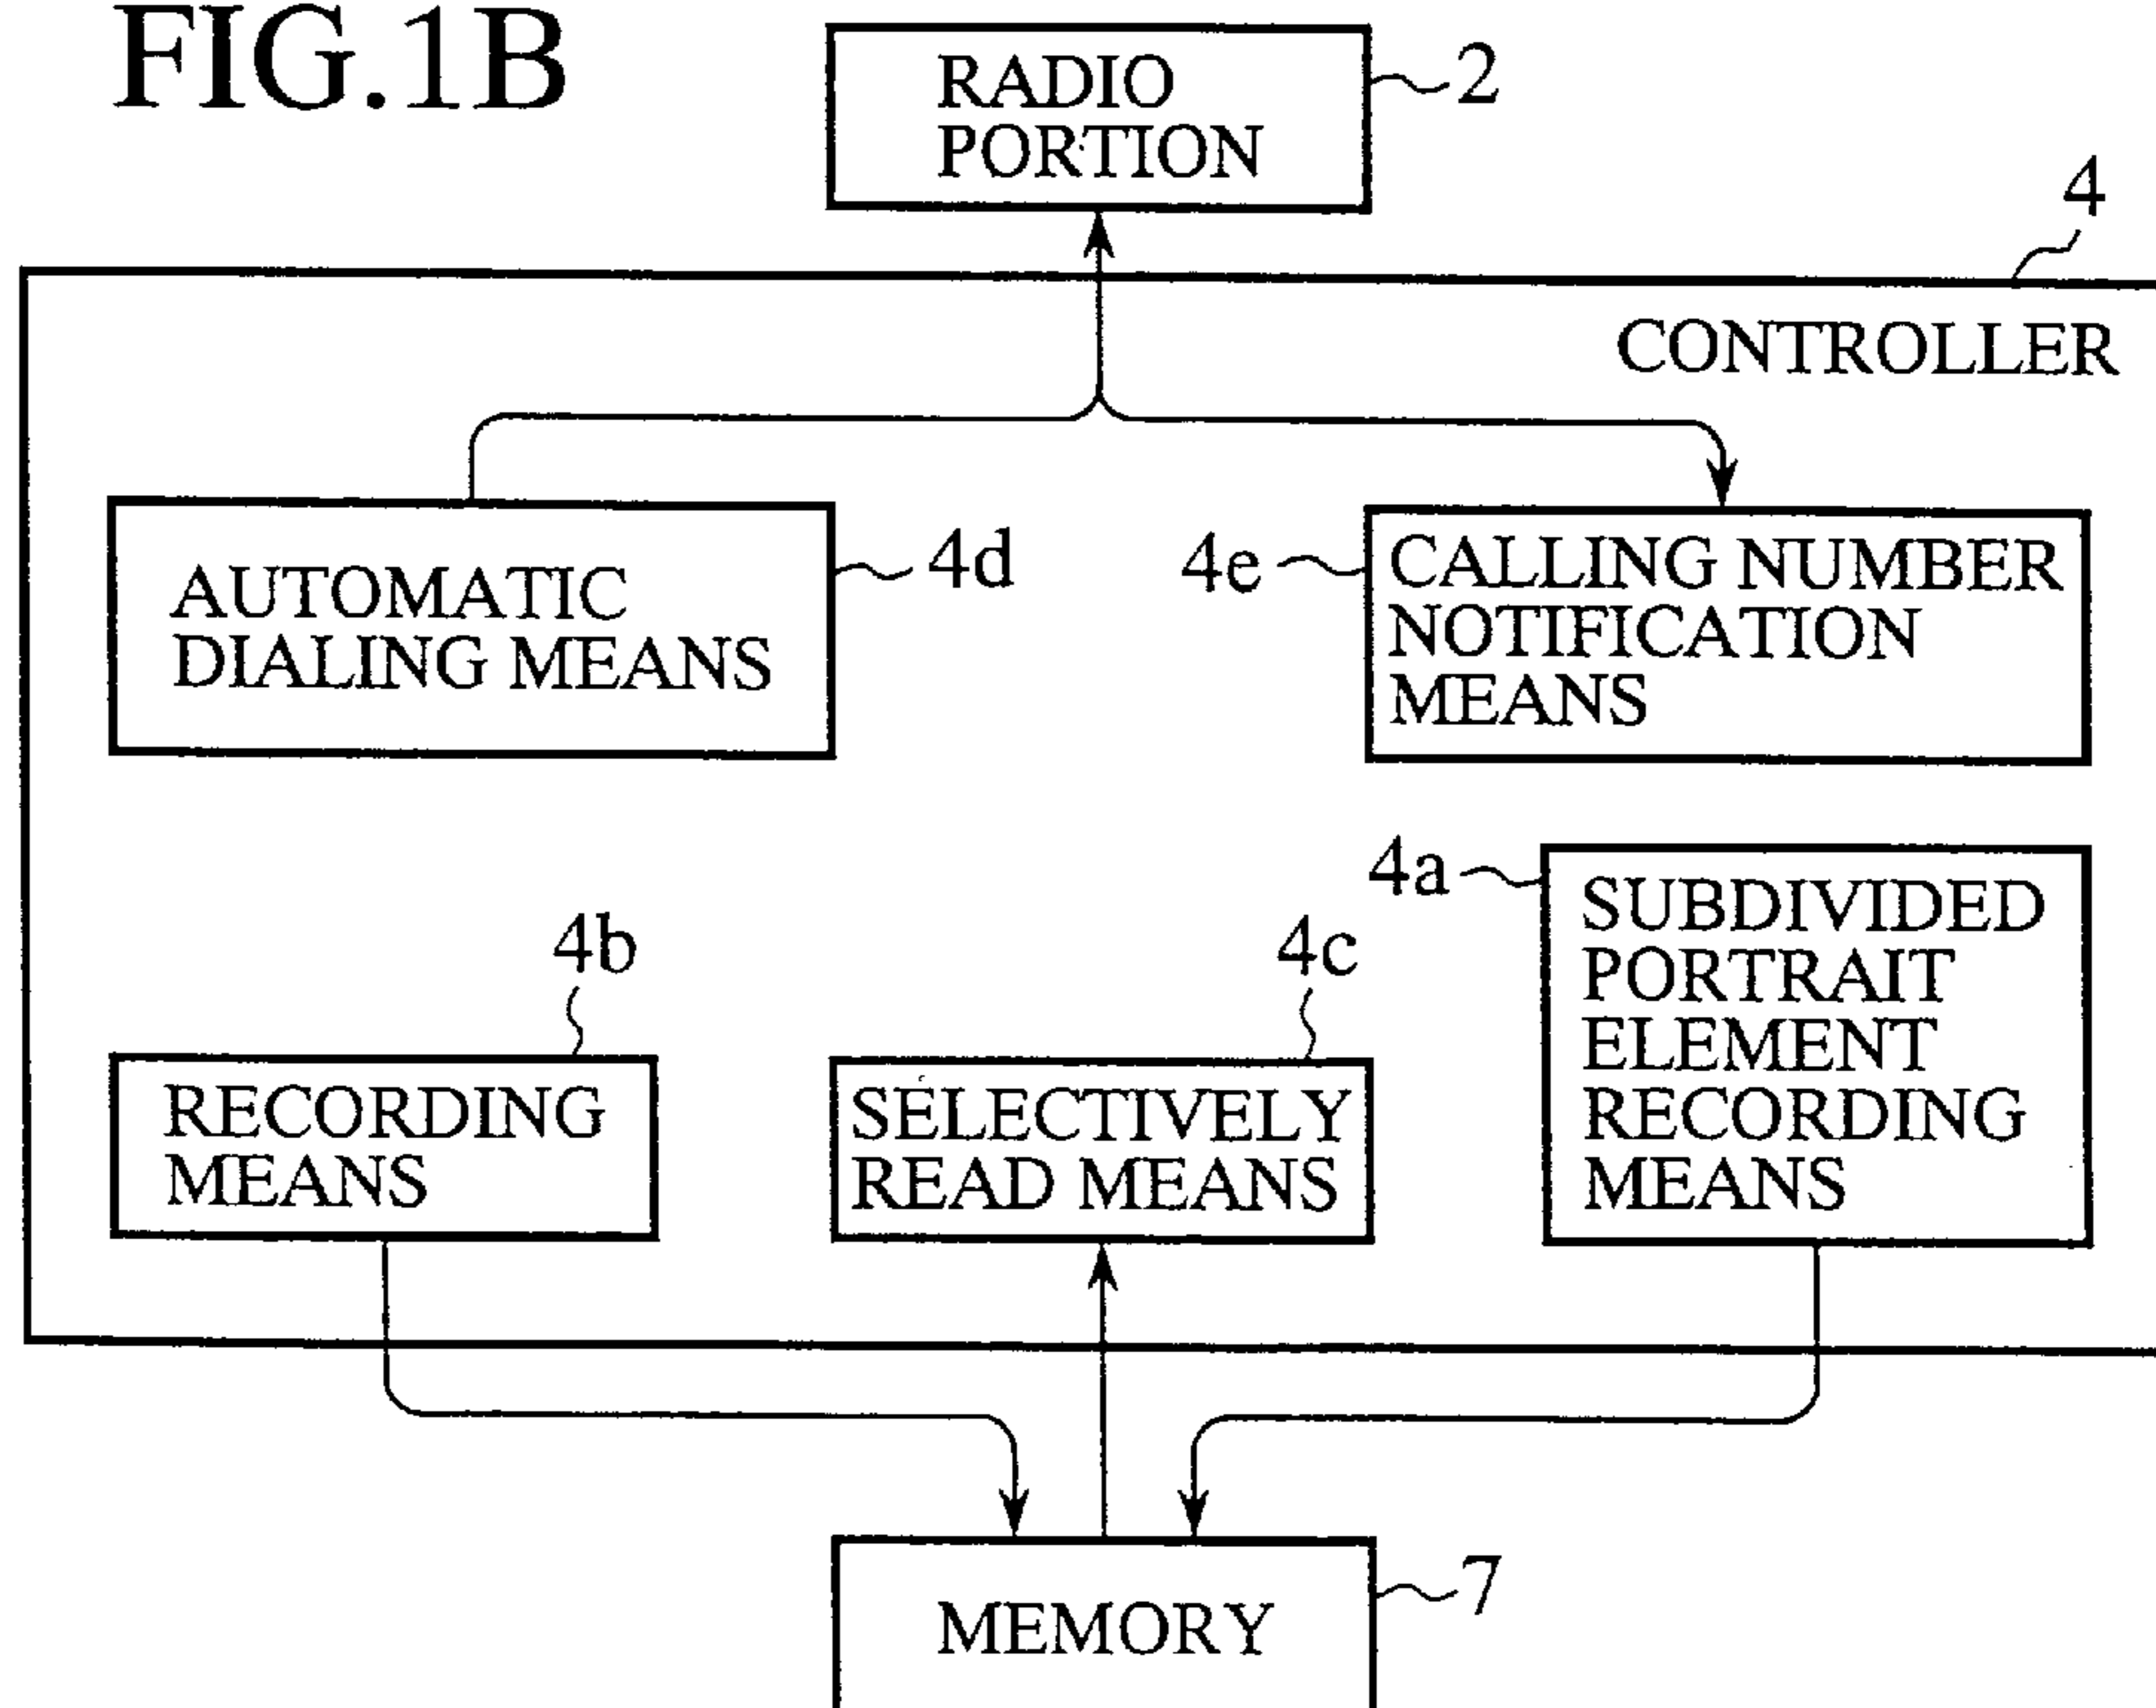 FIG.1B
RADIO
PORTION
2
4
CONTROLLER
AUTOMATIC
DIALING MEANS
4d
4e
CALLING NUMBER
NOTIFICATION
MEANS
4a
SUBDIVIDED
PORTRAIT
ELEMENT
RECORDING
MEANS
4b
RECORDING
MEANS
4c
SELECTIVELY
READ MEANS
MEMORY
7